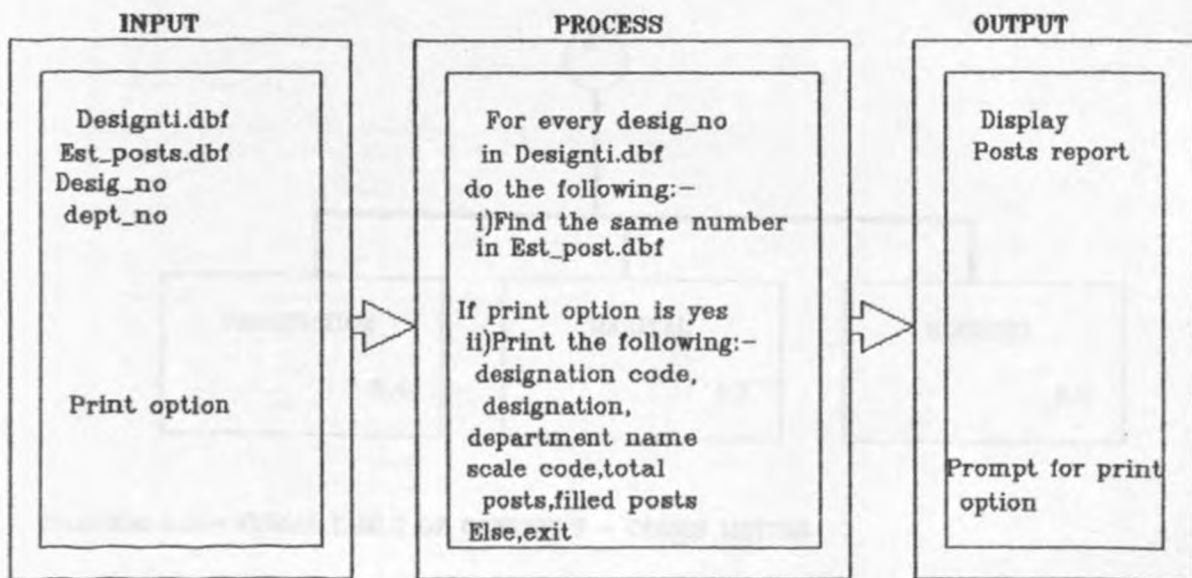 INPUT
Designti.dbf
Est_posts.dbf
Desig_no
dept_no
Print option
PROCESS
For every desig_no
in Designti.dbf
do the following:-
i)Find the same number
in Est_post.dbf
If print option is yes
ii)Print the following:-
designation code,
designation,
department name
scale code,total
posts,filled posts
Else,exit
OUTPUT
Display
Posts report
Prompt for print
option